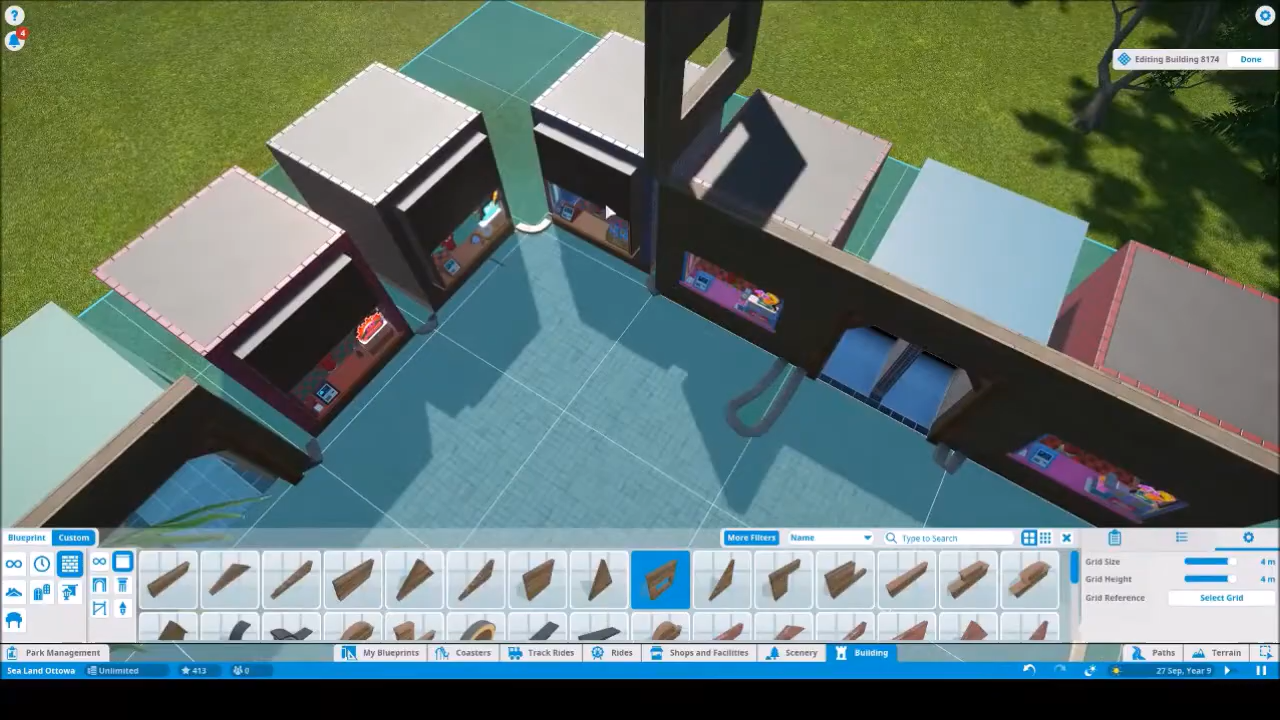 ?
4
Editing Building 8174 Done
Blueprint Custom
More Filters Name Type to Search
Grid Size 4 m
Grid Height 4 m
Grid Reference Select Grid
Park Management My Blueprints Coasters Track Rides Rides Shops and Facilities Scenery Building Paths Terrain
Sea Land Ottowa Unlimited 413 0 27 Sep, Year 9